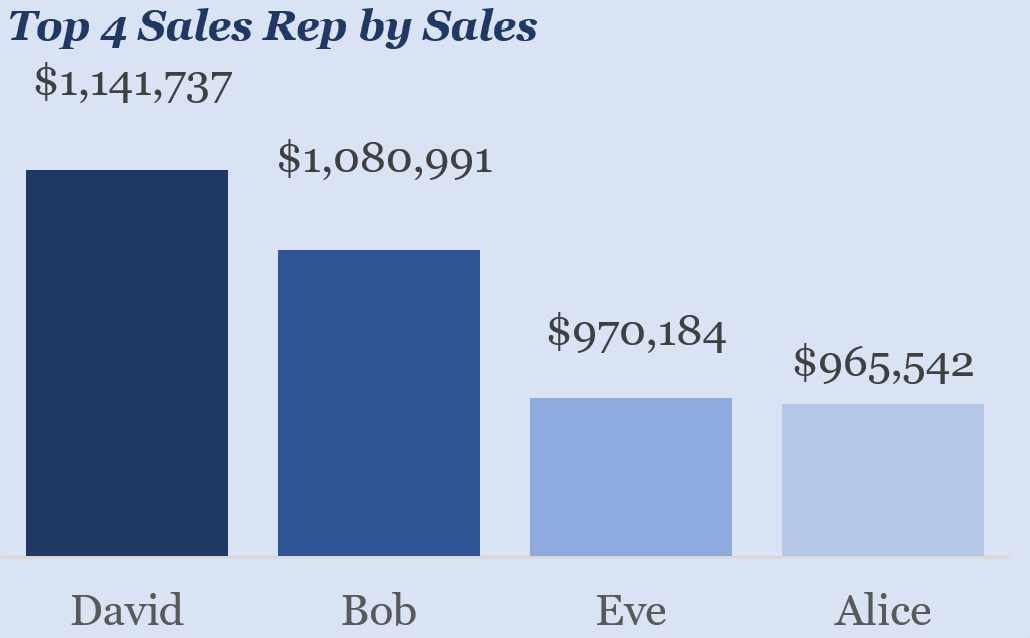 Top 4 Sales Rep by Sales
$1,141,737
$1,080,991
$970,184
$965,542
David
Bob
Eve
Alice